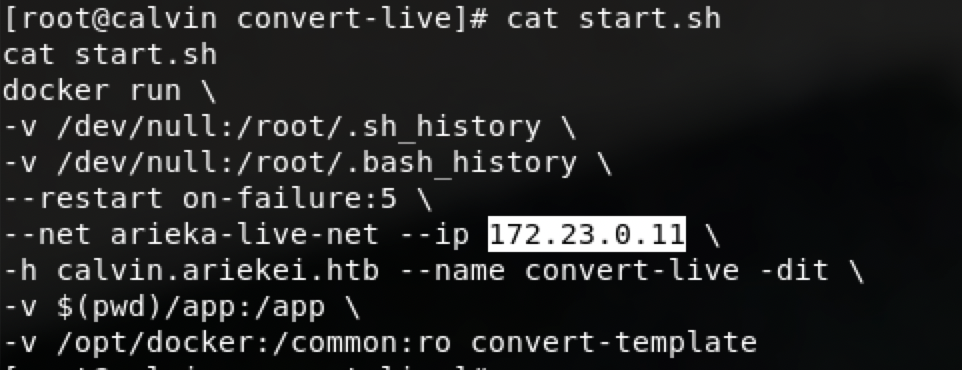 [root@calvin convert-live]# cat start.sh
cat start.sh
docker run \
-v /dev/null:/root/.sh_history \
-v /dev/null:/root/.bash_history \
--restart on-failure:5 \
--net arieka-live-net --ip 172.23.0.11 \
-h calvin.ariekei.htb --name convert-live -dit \
-v $(pwd)/app:/app \
-v /opt/docker:/common:ro convert-template